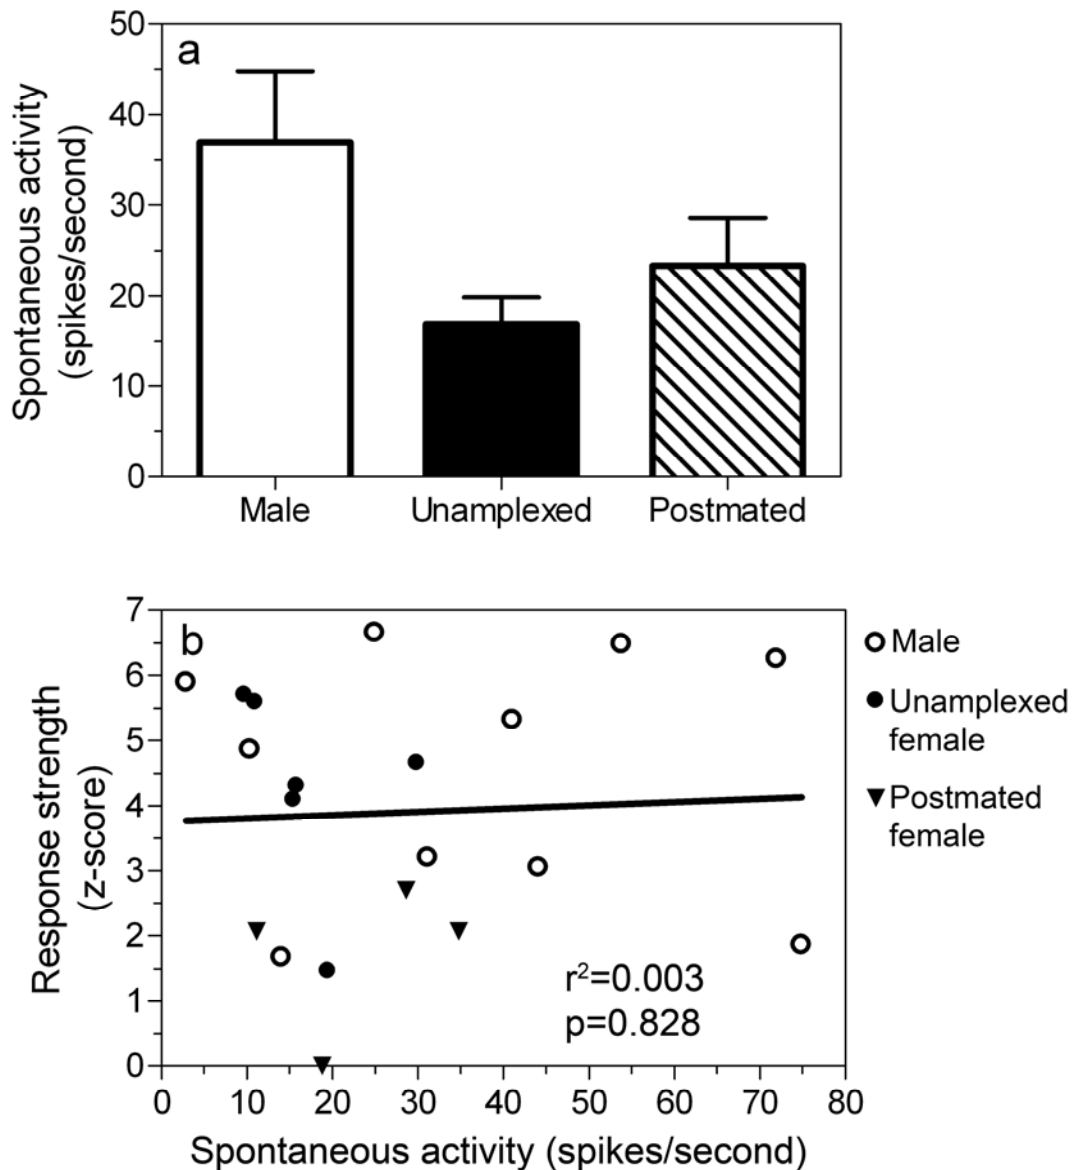 a
Spontaneous activity
(spikes/second)
50
40
30
20
10
0
Male Unamplexed Postmated
b
Response strength
(z-score)
7
6
5
4
3
2
1
0
r²=0.003
p=0.828
0 10 20 30 40 50 60 70 80
Spontaneous activity (spikes/second)
Male
Unamplexed
female
Postmated
female